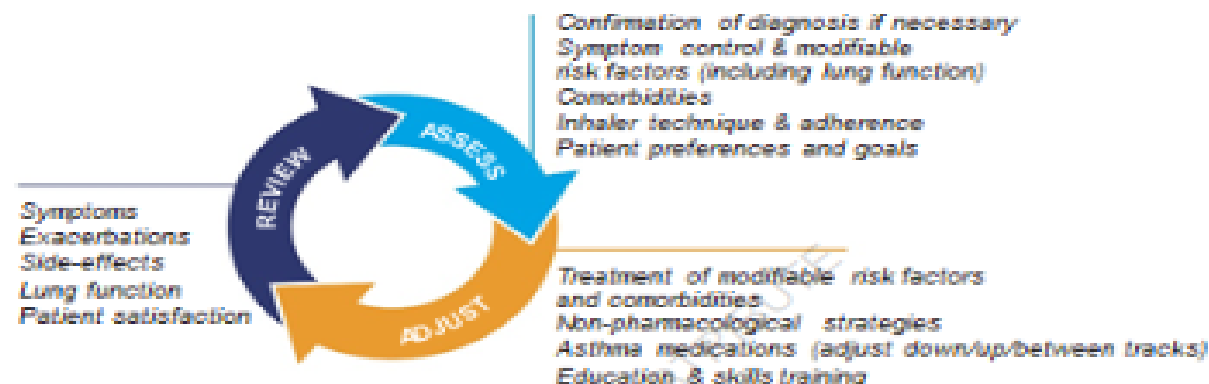 Confirmation of diagnosis if necessary
Symptom control & modifiable
risk factors (including lung function)
Comorbidities
Inhaler technique & adherence
Patient preferences and goals
ASSESS
REVIEW
Symptoms
Exacerbations
Side-effects
Lung function
Patient satisfaction
ADJUST
Treatment of modifiable risk factors
and comorbidities
Non-pharmacological strategies
Asthma medications (adjust down/up/between tracks)
Education & skills training